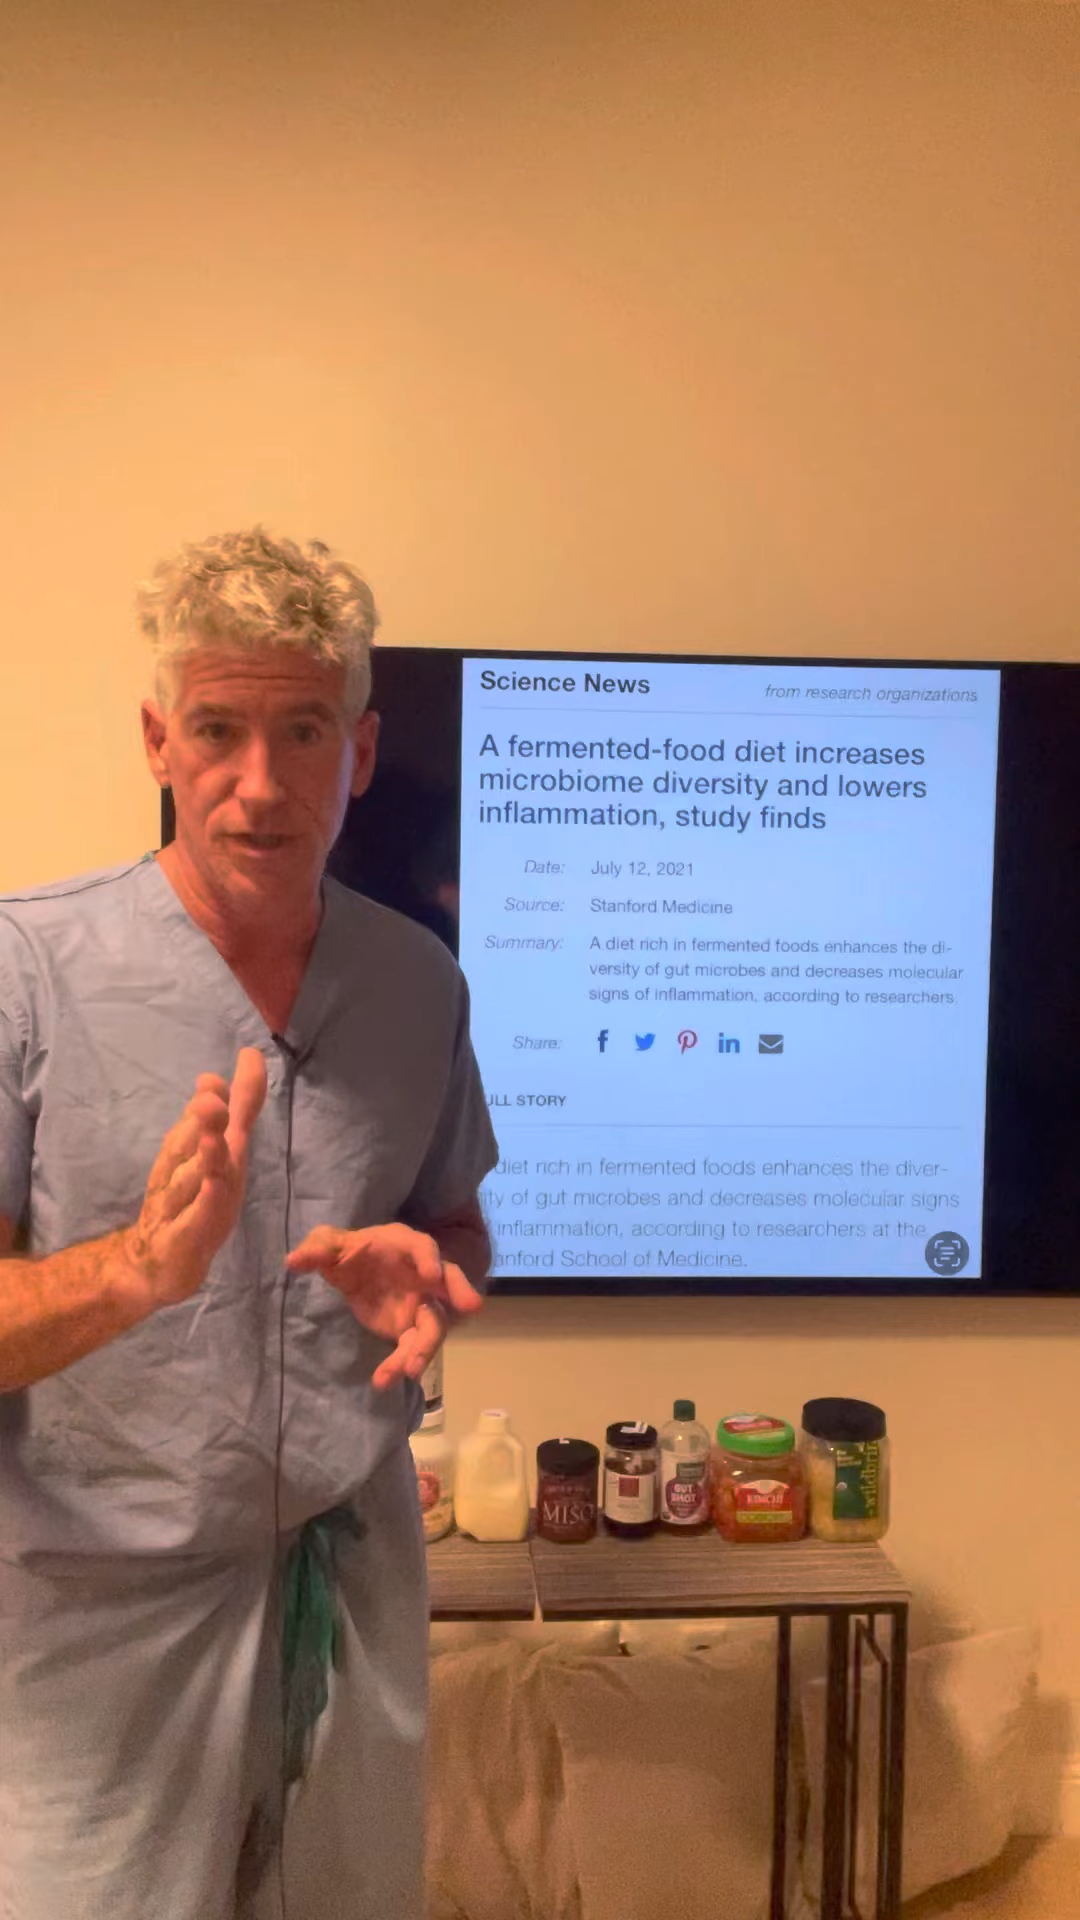 Science News
from research organizations
A fermented-food diet increases
microbiome diversity and lowers
inflammation, study finds
Date: July 12, 2021
Source: Stanford Medicine
Summary: A diet rich in fermented foods enhances the di-
versity of gut microbes and decreases molecular
signs of inflammation, according to researchers.
Share: f in
ULL STORY
diet rich in fermented foods enhances the diver-
ity of gut microbes and decreases molecular signs
inflammation, according to researchers at the
anford School of Medicine.
MISO
GUT
SHOT
KIMCHI
wildbrine